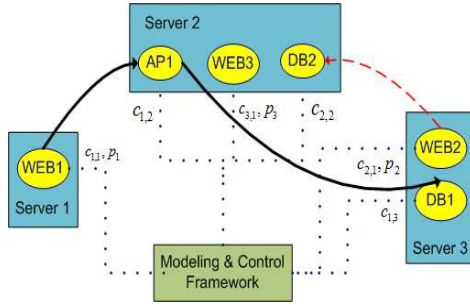 Server 2
AP1
WEB3
DB2
c1,2
c3,1, p3
c2,2
c1,1, p1
WEB1
Server 1
c2,1, p2
WEB2
DB1
c1,3
Server 3
Modeling & Control
Framework